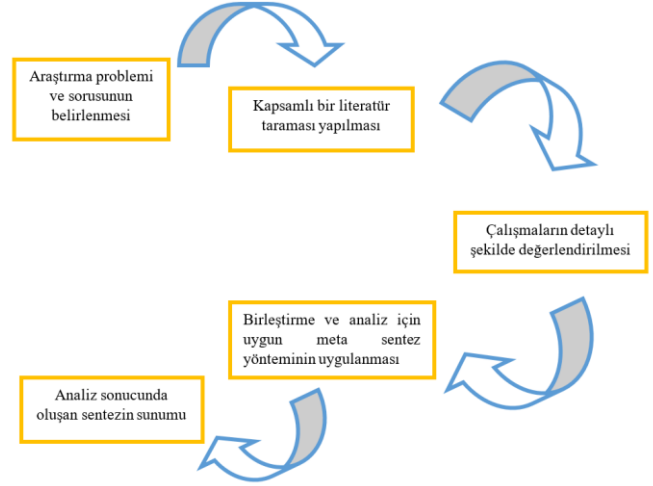 Araştırma problemi
ve sorusunun
belirlenmesi
Kapsamlı bir literatür
taraması yapılması
Çalışmaların detaylı
şekilde değerlendirilmesi
Birleştirme ve analiz için
uygun meta sentez
yönteminin uygulanması
Analiz sonucunda
oluşan sentezin sunumu